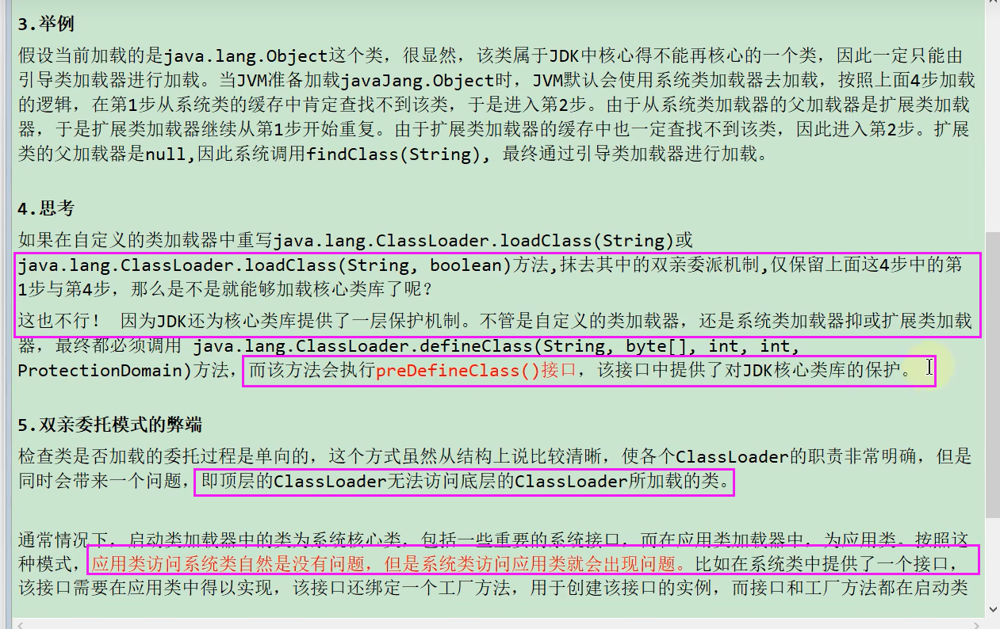 3.举例
假设当前加载的是java.lang.Object这个类，很显然，该类属于JDK中核心得不能再核心的一个类，因此一定只能由
引导类加载器进行加载。当JVM准备加载javaJang.Object时，JVM默认会使用系统类加载器去加载，按照上面4步加载
的逻辑，在第1步从系统类的缓存中肯定查找不到该类，于是进入第2步。由于从系统类加载器的父加载器是扩展类加载
器，于是扩展类加载器继续从第1步开始重复。由于扩展类加载器的缓存中也一定查找不到该类，因此进入第2步。扩展
类的父加载器是null,因此系统调用findClass(String), 最终通过引导类加载器进行加载。
4.思考
如果在自定义的类加载器中重写java.lang.ClassLoader.loadClass(String)或
java.lang.ClassLoader.loadClass(String, boolean)方法,抹去其中的双亲委派机制,仅保留上面这4步中的第
1步与第4步，那么是不是就能够加载核心类库了呢?
这也不行! 因为JDK还为核心类库提供了一层保护机制。不管是自定义的类加载器，还是系统类加载器抑或扩展类加载
器，最终都必须调用 java.lang.ClassLoader.defineClass(String, byte[], int, int,
ProtectionDomain)方法，而该方法会执行preDefineClass()接口，该接口中提供了对JDK核心类库的保护。
5.双亲委托模式的弊端
检查类是否加载的委托过程是单向的，这个方式虽然从结构上说比较清晰，使各个ClassLoader的职责非常明确，但是
同时会带来一个问题，即顶层的ClassLoader无法访问底层的ClassLoader所加载的类。
通常情况下，启动类加载器中的类为系统核心类，包括一些重要的系统接口，而在应用类加载器中，为应用类。按照这
种模式，应用类访问系统类自然是没有问题，但是系统类访问应用类就会出现问题。比如在系统类中提供了一个接口，
该接口需要在应用类中得以实现，该接口还绑定一个工厂方法，用于创建该接口的实例，而接口和工厂方法都在启动类